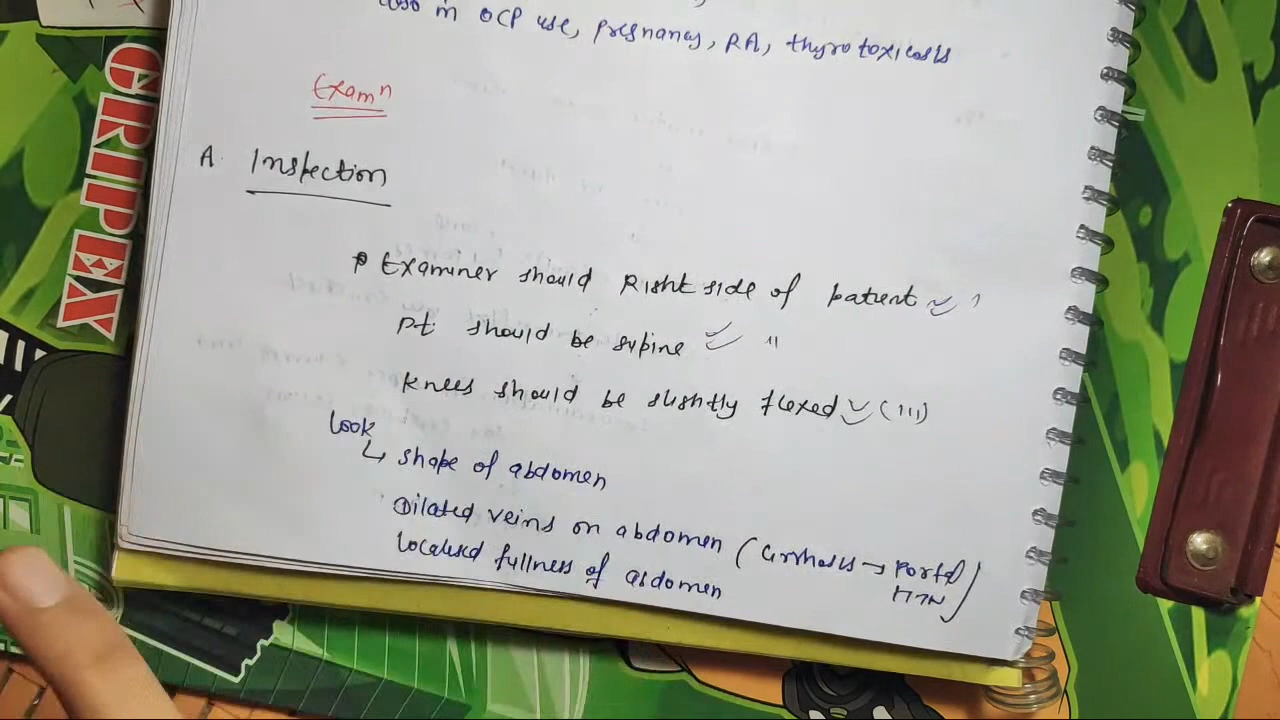 also in OCP use, pregnancy, RA, thyrotoxicosis
Examⁿ
A. Inspection
Examiner should Right side of patient
Pt should be supine
Knees should be slightly flexed
Look
↳ shape of abdomen
Dilated veins on abdomen (cirrhosis → Portal HTN)
Localised fullness of abdomen
CRIPEX